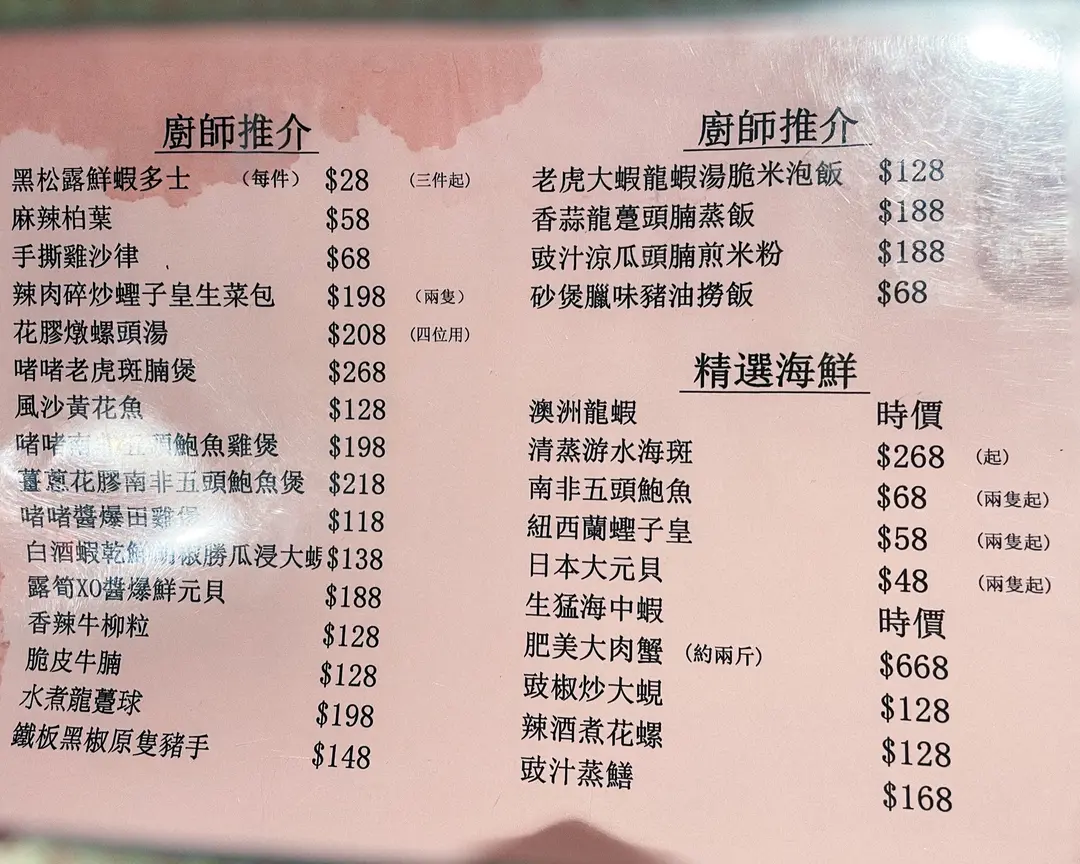 廚師推介
黑松露鮮蝦多士 （每件） $28 （三件起）
麻辣柏葉 $58
手撕雞沙律 $68
辣肉碎炒蟶子皇生菜包 $198 （兩隻）
花膠燉螺頭湯 $208 （四位用）
啫啫老虎斑腩煲 $268
風沙黃花魚 $128
啫啫南非五頭鮑魚雞煲 $198
薑蔥花膠南非五頭鮑魚煲 $218
啫啫醬爆田雞煲 $118
白酒蝦乾鮮胡椒勝瓜浸大 $138
露筍XO醬爆鮮元貝 $188
香辣牛柳粒 $128
脆皮牛腩 $128
水煮龍躉球 $198
鐵板黑椒原隻豬手 $148
廚師推介
老虎大蝦龍蝦湯脆米泡飯 $128
香蒜龍躉頭腩蒸飯 $188
豉汁涼瓜頭腩煎米粉 $188
砂煲臘味豬油撈飯 $68
精選海鮮
澳洲龍蝦 時價
清蒸游水海斑 $268 （起）
南非五頭鮑魚 $68 （兩隻起）
紐西蘭蟶子皇 $58 （兩隻起）
日本大元貝 $48 （兩隻起）
生猛海中蝦 時價
肥美大肉蟹 （約兩斤） $668
豉椒炒大蜆 $128
辣酒煮花螺 $128
豉汁蒸鱔 $168